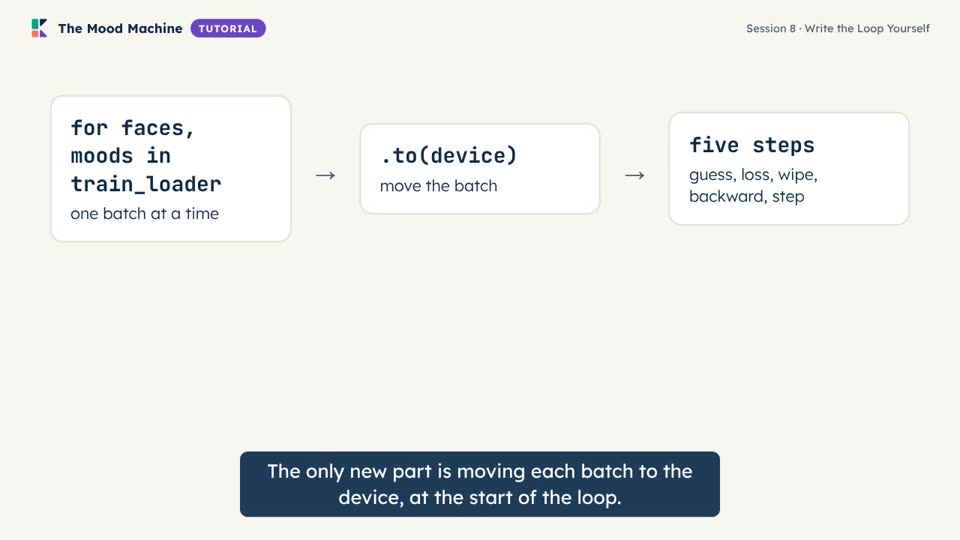 The Mood Machine TUTORIAL
Session 8 · Write the Loop Yourself
for faces,
moods in
train_loader
one batch at a time
→
.to(device)
move the batch
→
five steps
guess, loss, wipe,
backward, step
The only new part is moving each batch to the
device, at the start of the loop.